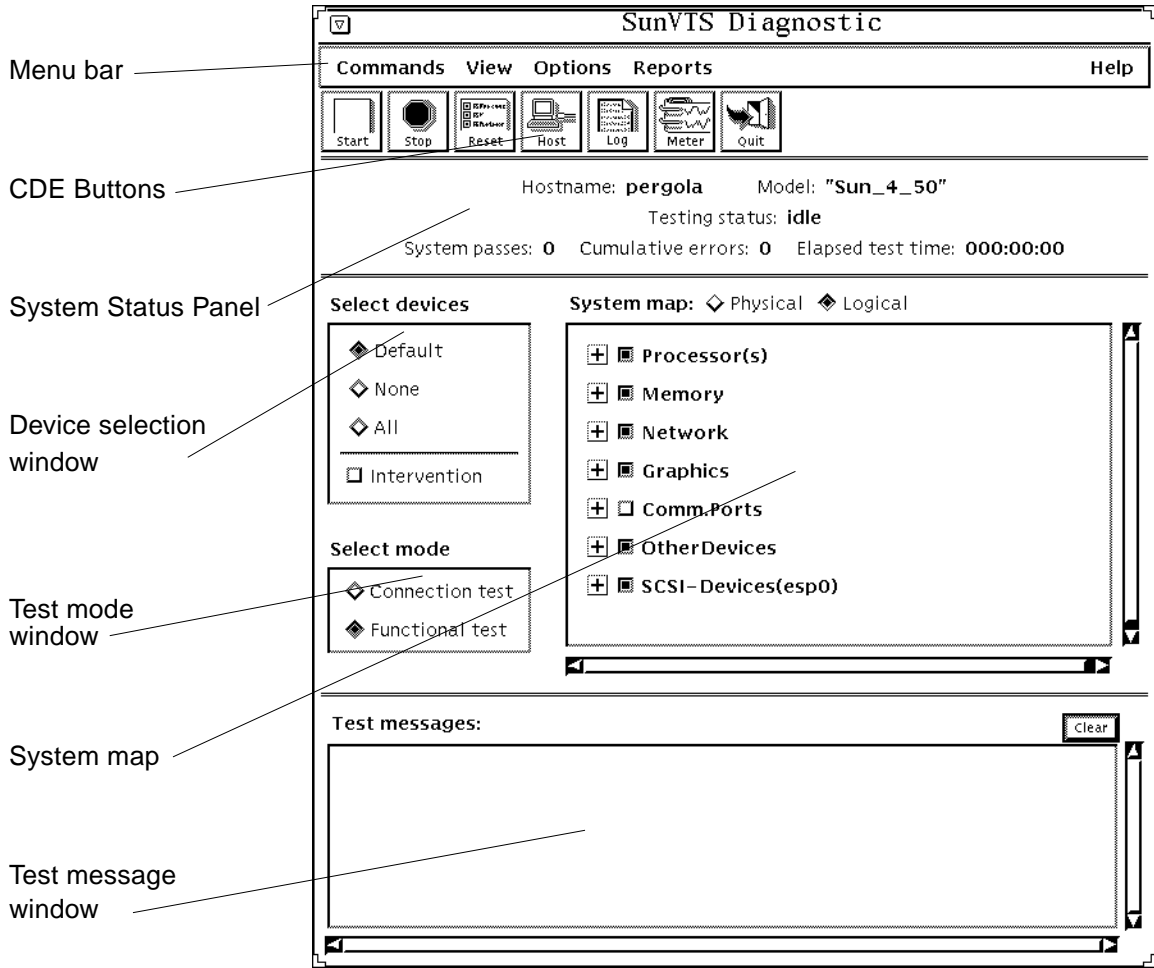 SunVTS Diagnostic
Menu bar
Commands View Options Reports Help
Start Stop Reset Host Log Meter Quit
CDE Buttons
Hostname: pergola Model: "Sun_4_50"
Testing status: idle
System passes: 0 Cumulative errors: 0 Elapsed test time: 000:00:00
System Status Panel
Select devices
System map: Physical Logical
Default
None
All
Intervention
Device selection
window
Processor(s)
Memory
Network
Graphics
Comm.Ports
OtherDevices
SCSI-Devices(esp0)
Select mode
Connection test
Functional test
Test mode
window
System map
Test messages:
Clear
Test message
window